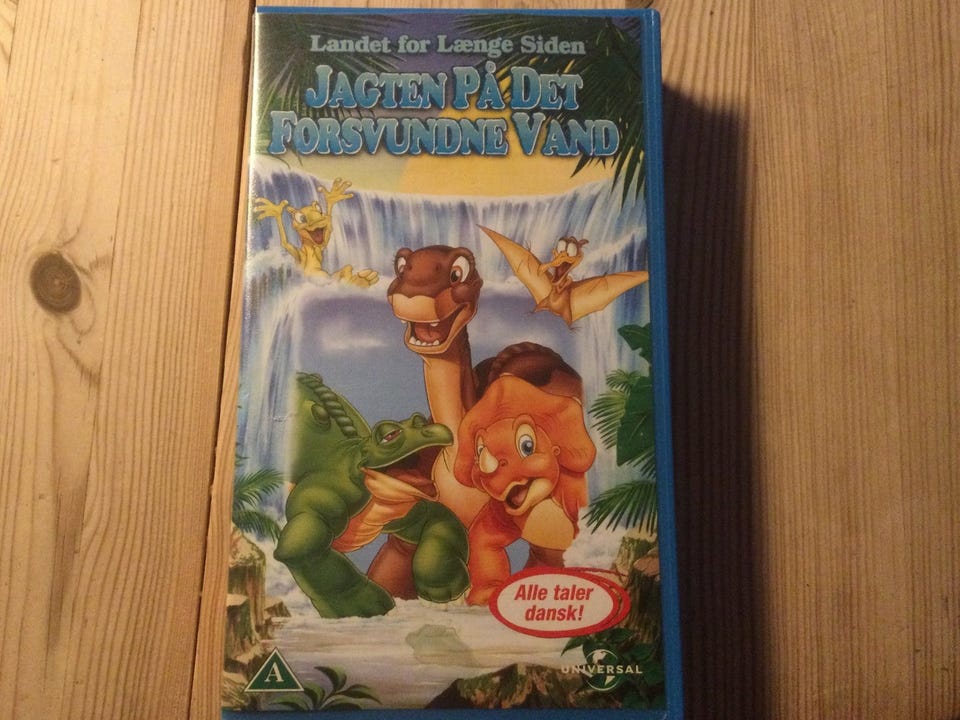 Landet for Længe Siden
JAGTEN PÅ DET
FORSVUNDNE VAND
Alle taler
dansk!
A
UNIVERSAL